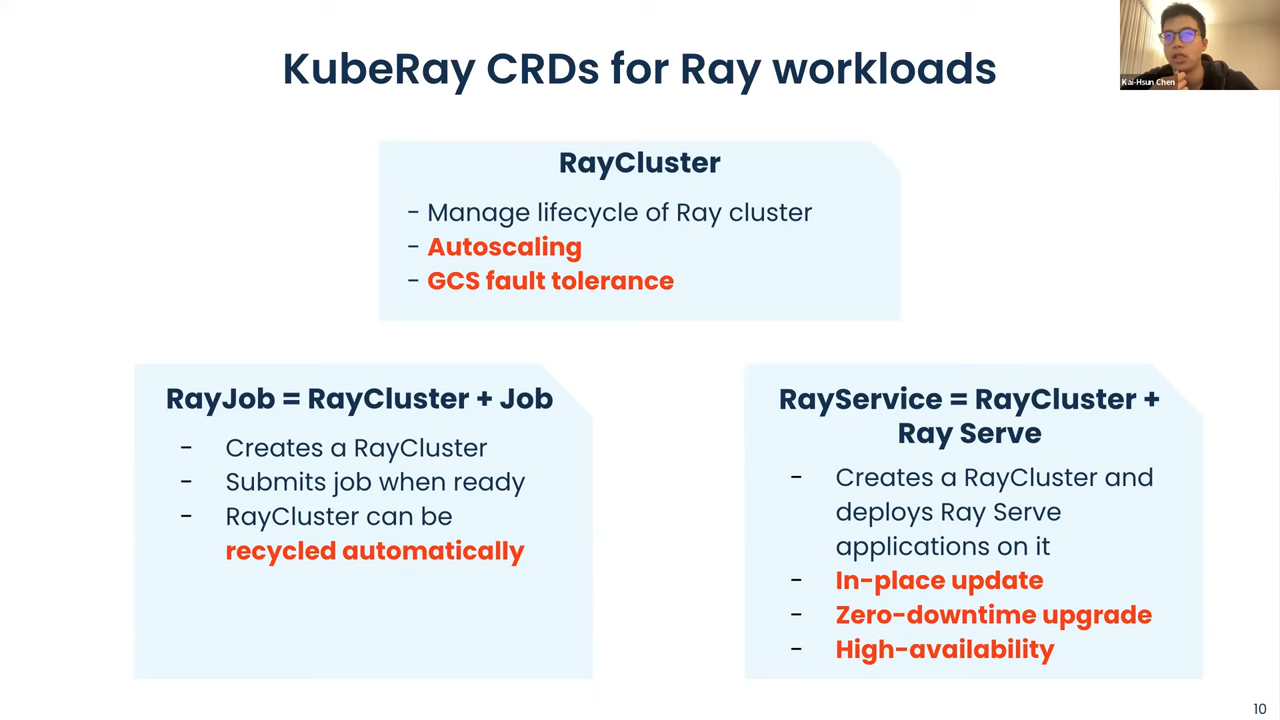 KubeRay CRDs for Ray workloads
Kai-Hsun Chen
RayCluster
- Manage lifecycle of Ray cluster
- Autoscaling
- GCS fault tolerance
RayJob = RayCluster + Job
- Creates a RayCluster
- Submits job when ready
- RayCluster can be
recycled automatically
RayService = RayCluster +
Ray Serve
- Creates a RayCluster and
deploys Ray Serve
applications on it
- In-place update
- Zero-downtime upgrade
- High-availability
10